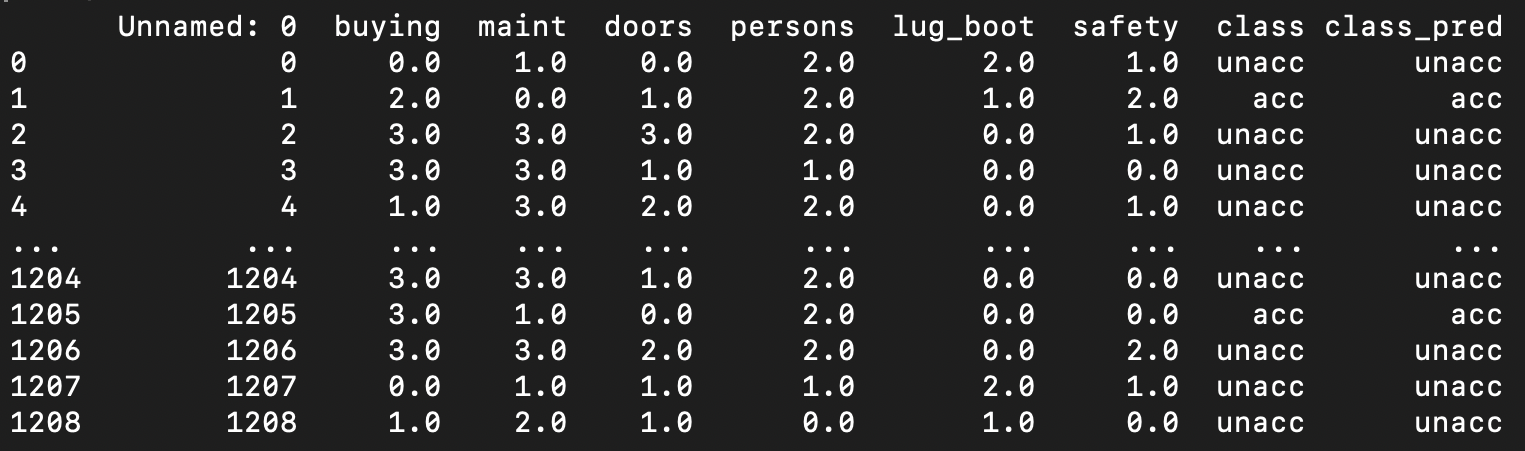 Unnamed: 0 buying maint doors persons lug_boot safety class class_pred
0 0 0.0 1.0 0.0 2.0 2.0 1.0 unacc unacc
1 1 2.0 0.0 1.0 2.0 1.0 2.0 acc acc
2 2 3.0 3.0 3.0 2.0 0.0 1.0 unacc unacc
3 3 3.0 3.0 1.0 1.0 0.0 0.0 unacc unacc
4 4 1.0 3.0 2.0 2.0 0.0 1.0 unacc unacc
... ... ... ... ... ... ... ... ... ...
1204 1204 3.0 3.0 1.0 2.0 0.0 0.0 unacc unacc
1205 1205 3.0 1.0 0.0 2.0 0.0 0.0 acc acc
1206 1206 3.0 3.0 2.0 2.0 0.0 2.0 unacc unacc
1207 1207 0.0 1.0 1.0 1.0 2.0 1.0 unacc unacc
1208 1208 1.0 2.0 1.0 0.0 1.0 0.0 unacc unacc